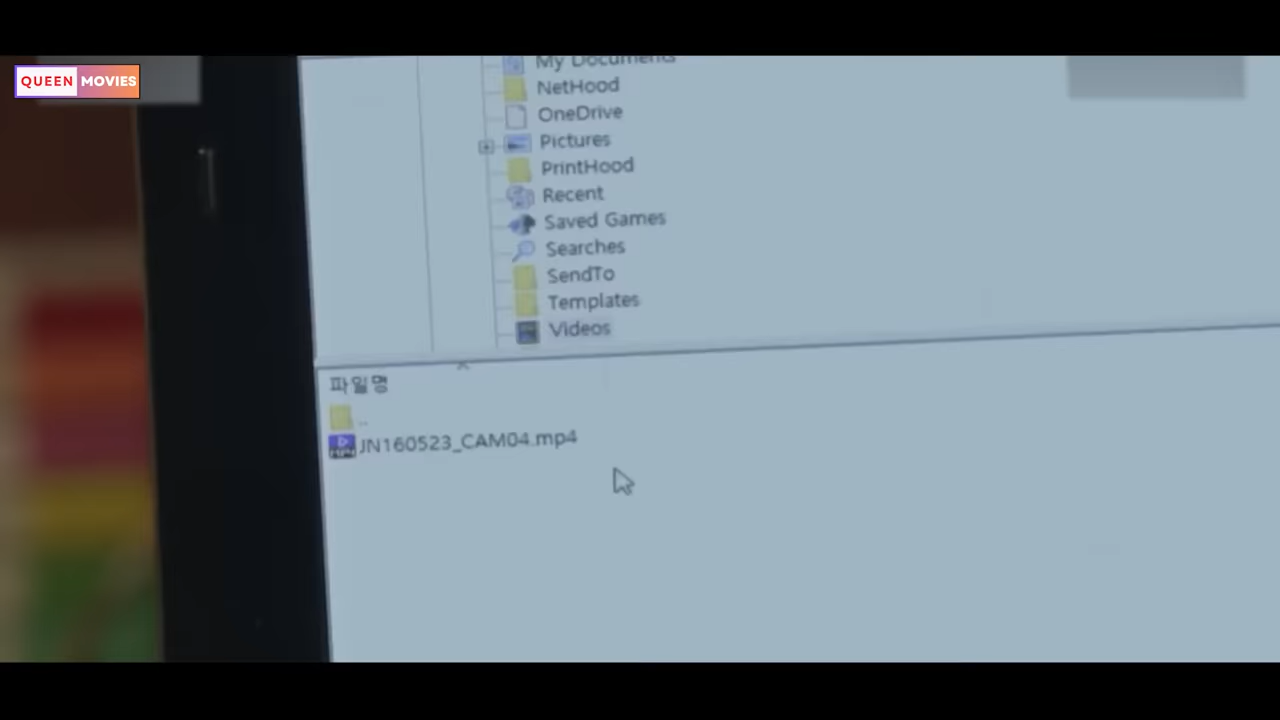 QUEEN MOVIES
My Documents
NetHood
OneDrive
Pictures
PrintHood
Recent
Saved Games
Searches
SendTo
Templates
Videos
파일명
..
JN160523_CAM04.mp4